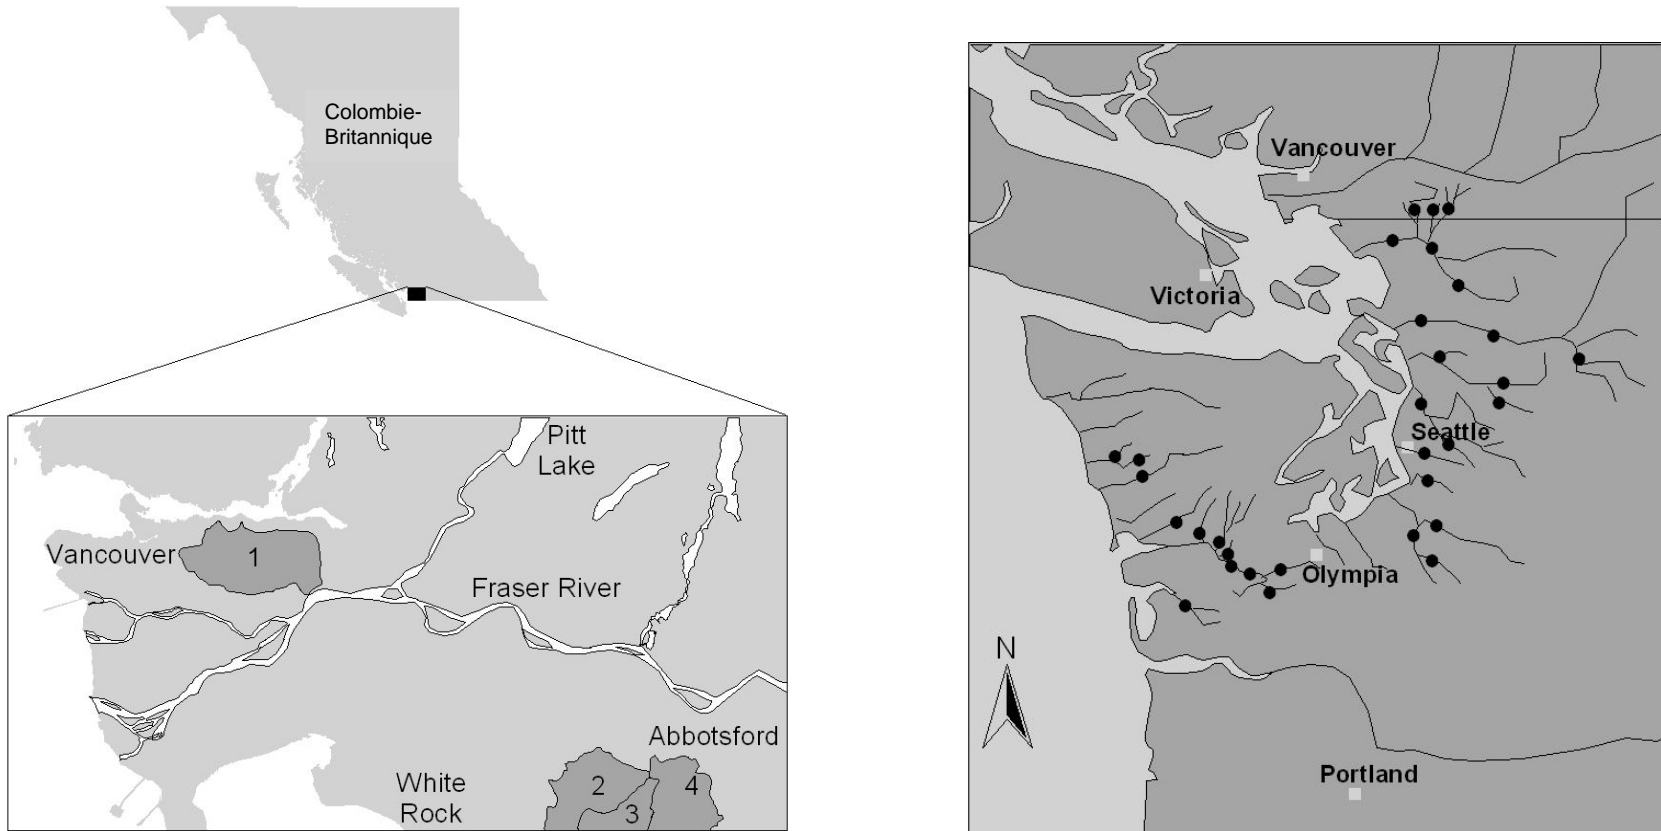 Colombie-
Britannique
Pitt
Lake
Vancouver
1
Fraser River
Abbotsford
White
Rock
2
3
4
Vancouver
Victoria
Seattle
Olympia
N
Portland